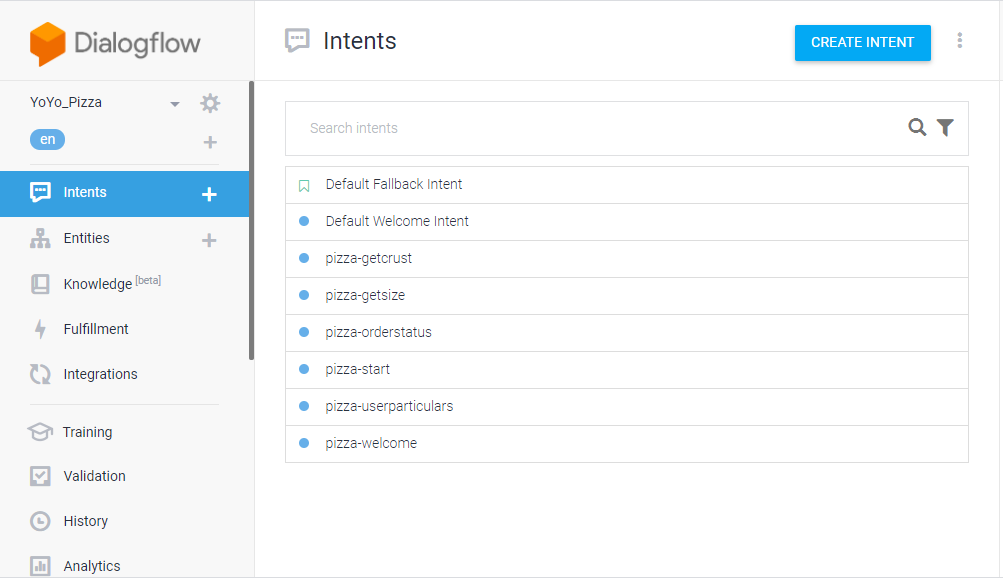 Dialogflow
YoYo_Pizza
en
Intents
Entities
Knowledge [beta]
Fulfillment
Integrations
Training
Validation
History
Analytics
Intents
CREATE INTENT
Search intents
Default Fallback Intent
Default Welcome Intent
pizza-getcrust
pizza-getsize
pizza-orderstatus
pizza-start
pizza-userparticulars
pizza-welcome